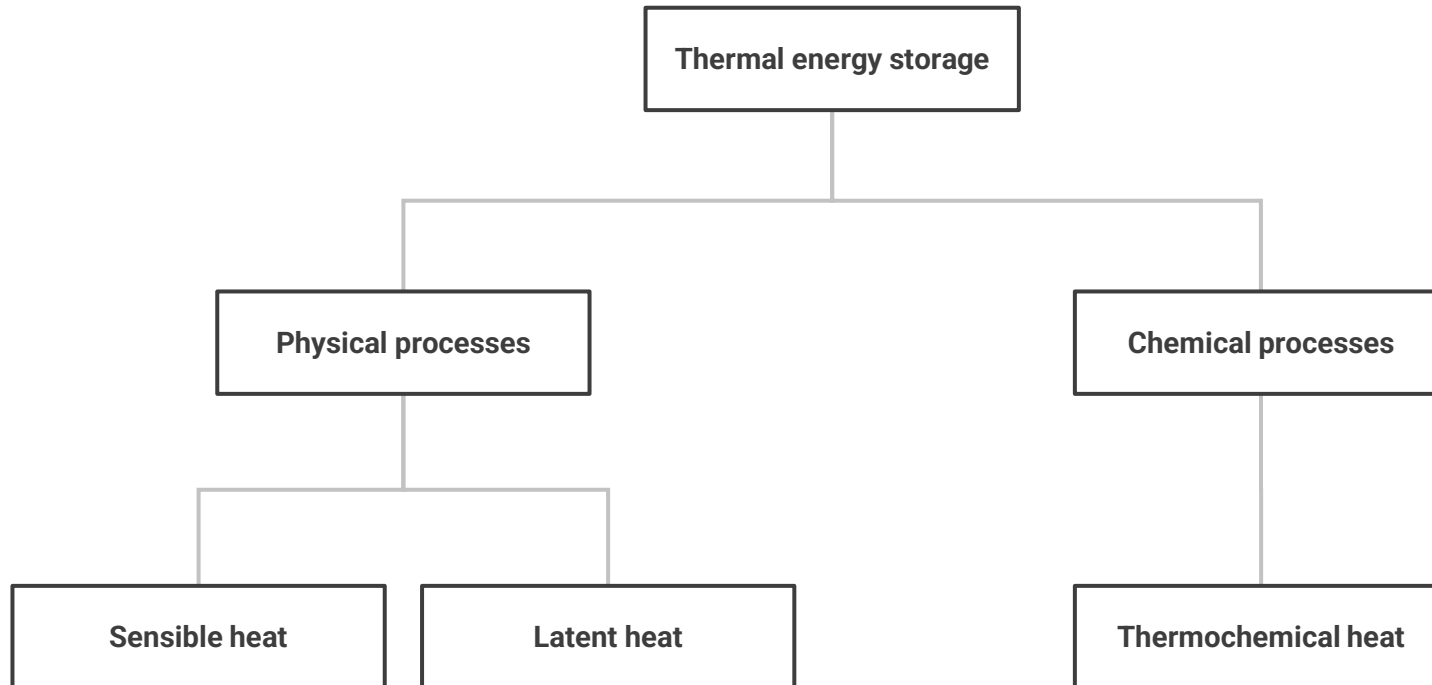 Thermal energy storage
Physical processes
Chemical processes
Sensible heat
Latent heat
Thermochemical heat